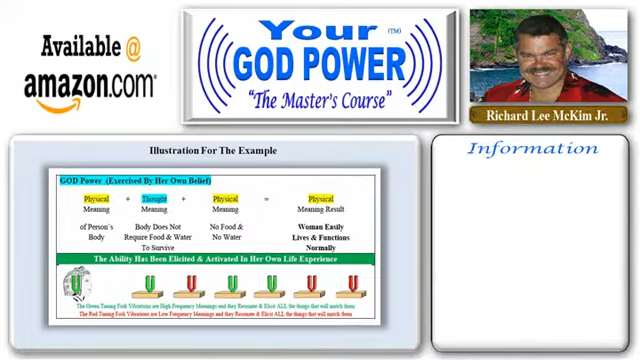 Available @
amazon.com
Your (TM)
GOD POWER
"The Master's Course"
Richard Lee McKim Jr.
Illustration For The Example
GOD Power (Exercised By Her Own Belief)
Physical + Thought + Physical = Physical
Meaning Meaning Meaning Meaning Result
of Person's Body Does Not No Food & Woman Easily
Body Require Food & Water No Water Lives & Functions
To Survive Normally
The Ability Has Been Elicited & Activated In Her Own Life Experience
The Green Tuning Fork Vibrations are High Frequency Meanings and they Resonate & Elicit ALL the things that will match them
The Red Tuning Fork Vibrations are Low Frequency Meanings and they Resonate & Elicit ALL the things that will match them
Information